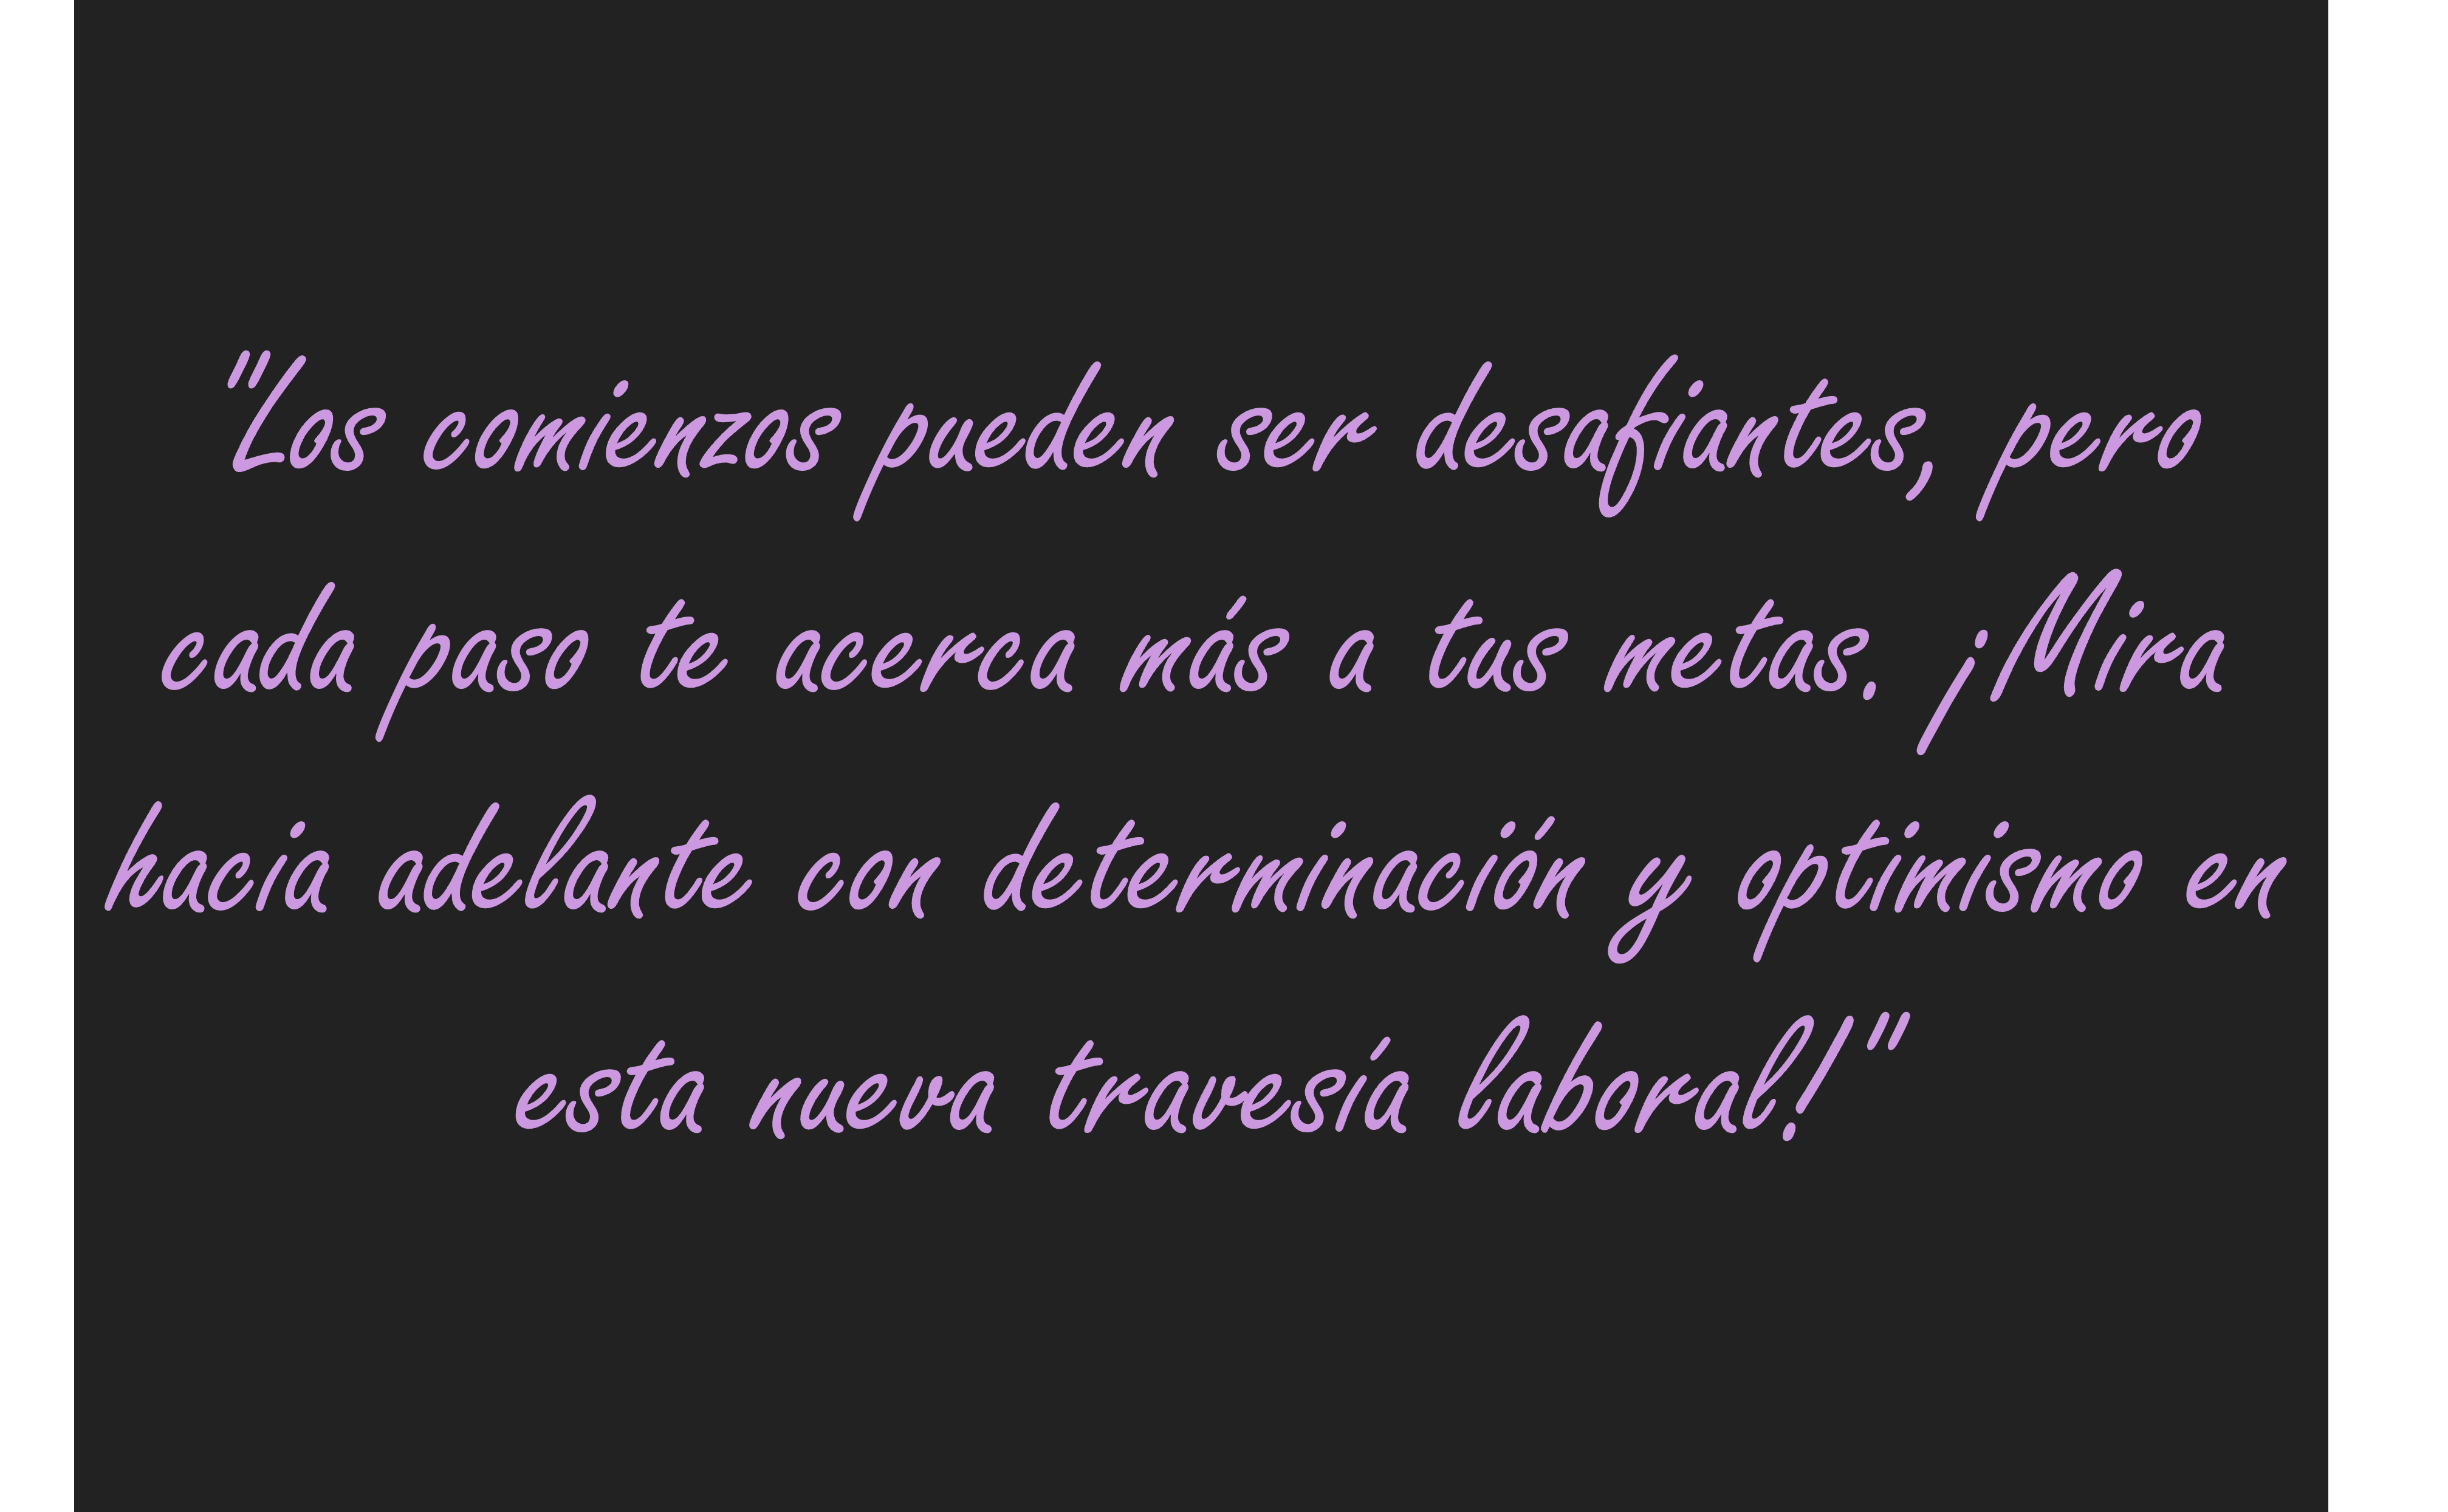 "Los comienzos pueden ser desafiantes, pero
cada paso te acerca más a tus metas. ¡Mira
hacia adelante con determinación y optimismo en
esta nueva travesía laboral!"